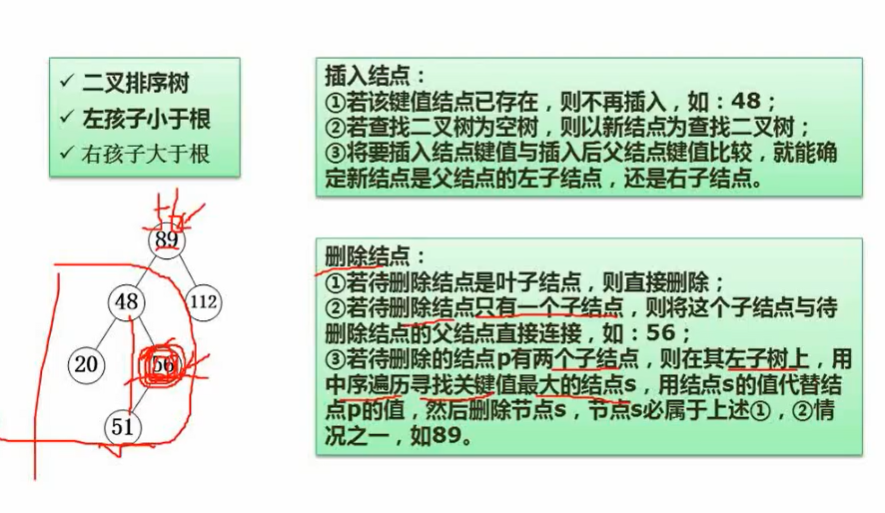 ✓ 二叉排序树
✓ 左孩子小于根
✓ 右孩子大于根
插入结点：
①若该键值结点已存在，则不再插入，如：48；
②若查找二叉树为空树，则以新结点为查找二叉树；
③将要插入结点键值与插入后父结点键值比较，就能确
定新结点是父结点的左子结点，还是右子结点。
89
48
112
20
56
51
删除结点：
①若待删除结点是叶子结点，则直接删除；
②若待删除结点只有一个子结点，则将这个子结点与待
删除结点的父结点直接连接，如：56；
③若待删除的结点p有两个子结点，则在其左子树上，用
中序遍历寻找关键值最大的结点s，用结点s的值代替结
点p的值，然后删除节点s，节点s必属于上述①，②情
况之一，如89。